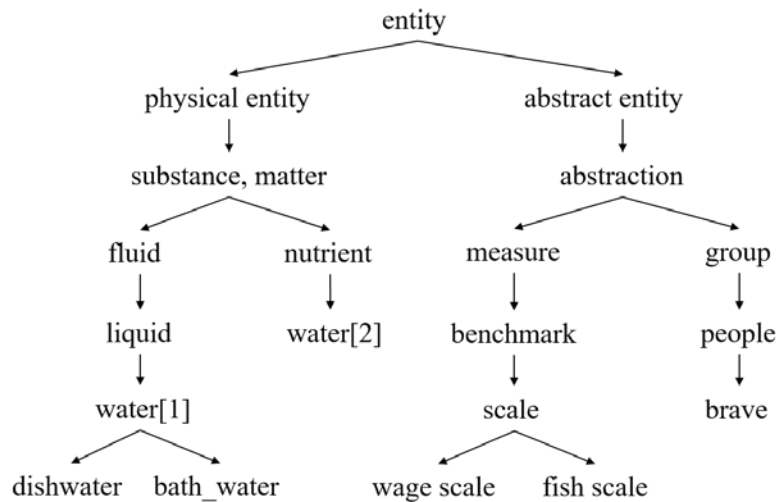 entity
physical entity abstract entity
substance, matter abstraction
fluid nutrient measure group
liquid water[2] benchmark people
water[1] scale brave
dishwater bath_water wage scale fish scale